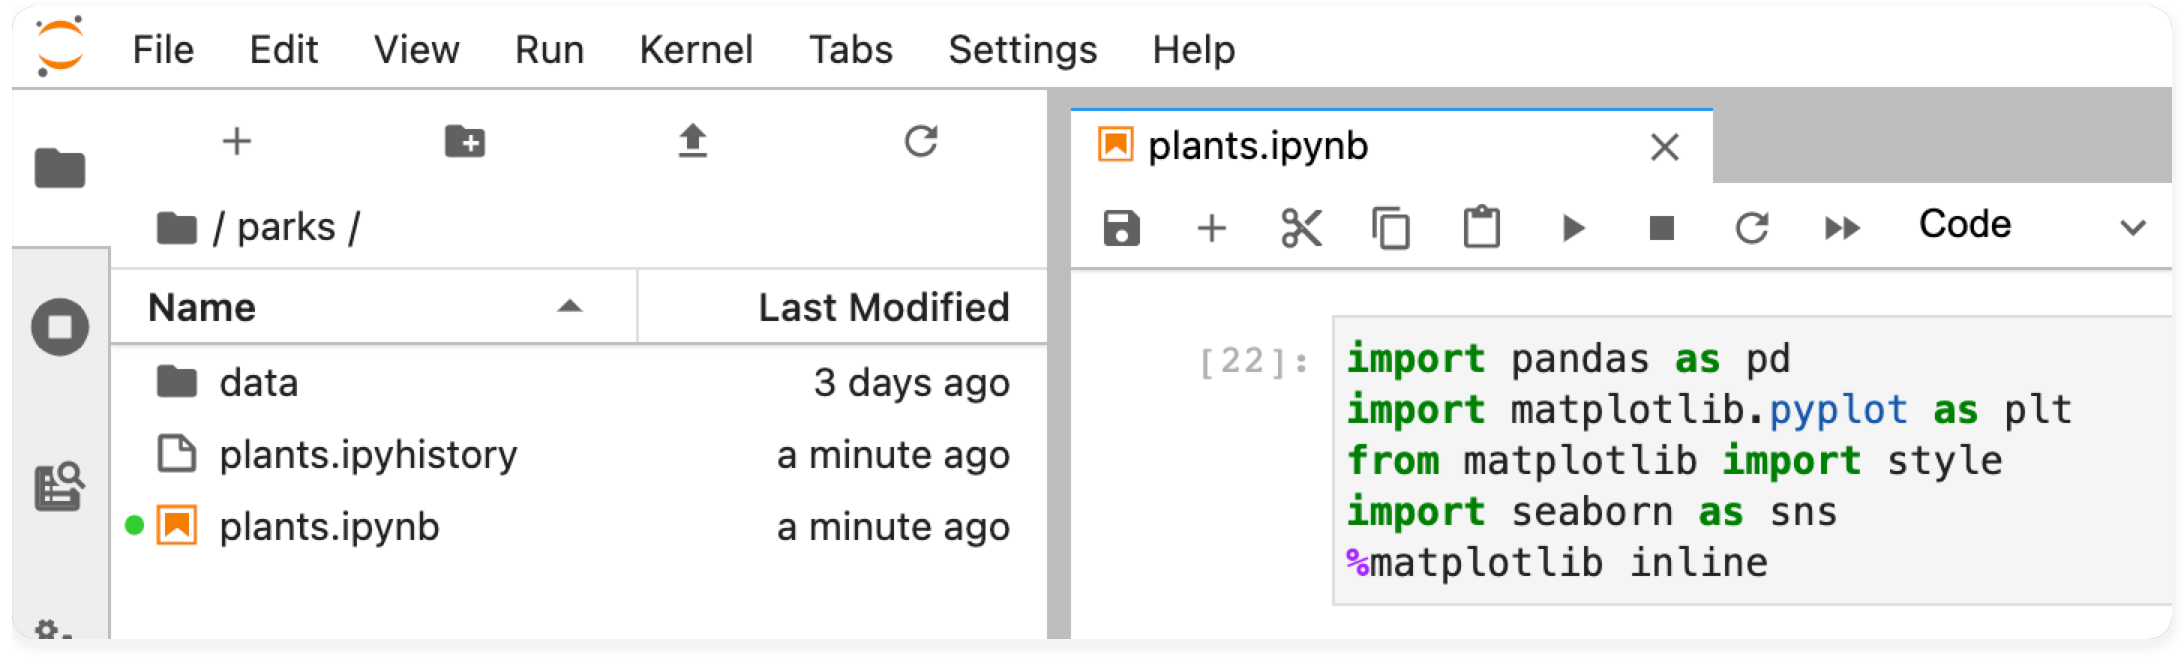 File Edit View Run Kernel Tabs Settings Help
/ parks /
Name Last Modified
data 3 days ago
plants.ipyhistory a minute ago
plants.ipynb a minute ago
plants.ipynb
Code
[22]:
import pandas as pd
import matplotlib.pyplot as plt
from matplotlib import style
import seaborn as sns
%matplotlib inline